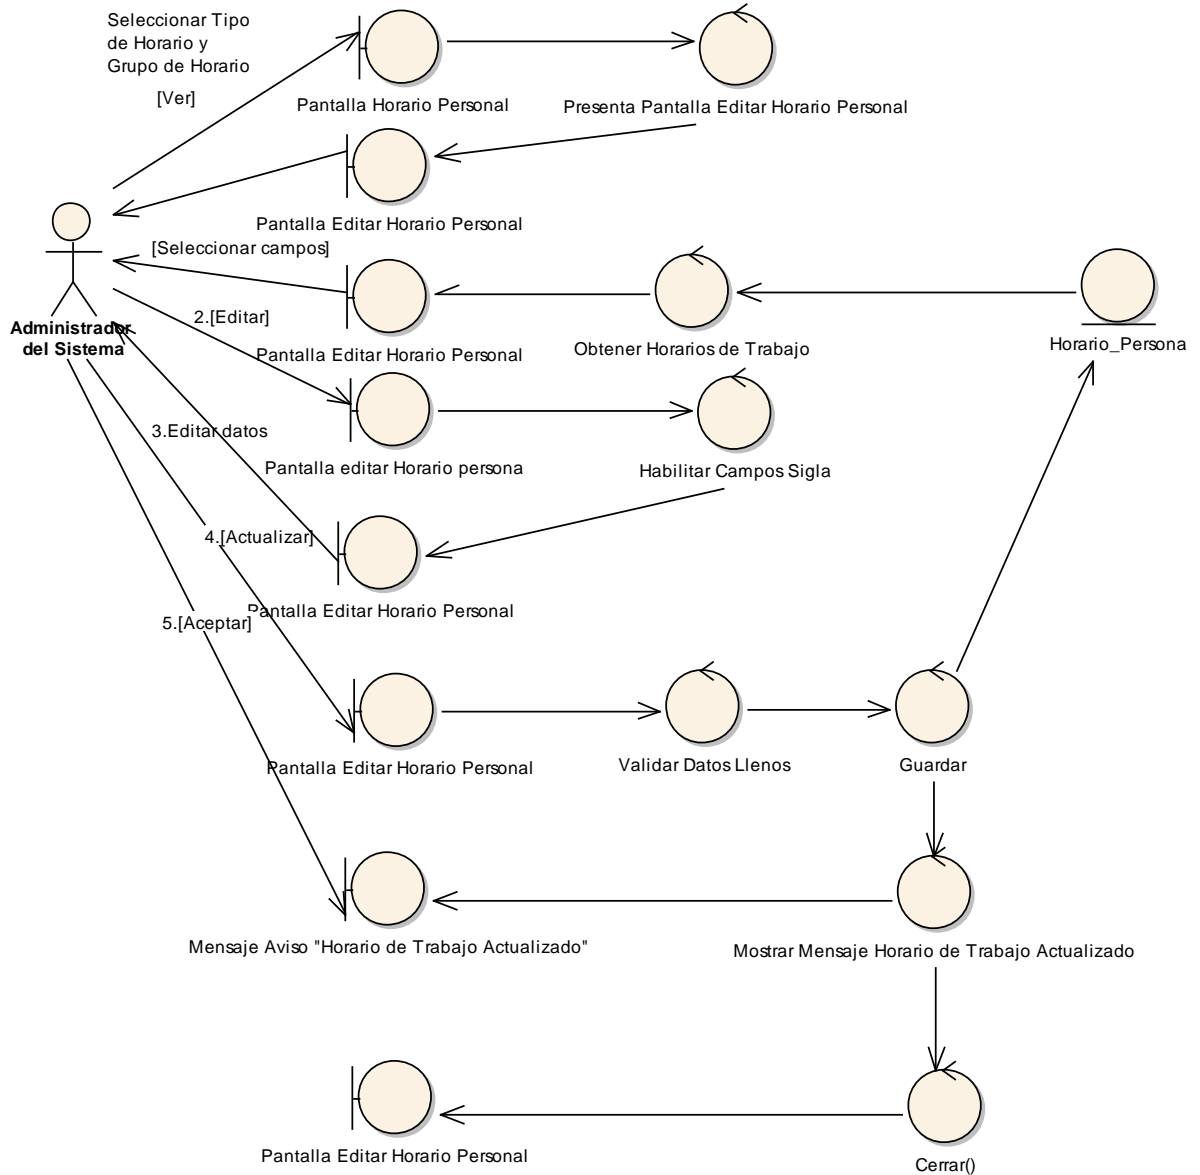 Seleccionar Tipo
de Horario y
Grupo de Horario
[Ver]
Pantalla Horario Personal
Presenta Pantalla Editar Horario Personal
Pantalla Editar Horario Personal
[Seleccionar campos]
2.[Editar]
Administrador
del Sistema
Pantalla Editar Horario Personal
Obtener Horarios de Trabajo
Horario_Persona
3.Editar datos
Pantalla editar Horario persona
Habilitar Campos Sigla
4.[Actualizar]
Pantalla Editar Horario Personal
5.[Aceptar]
Pantalla Editar Horario Personal
Validar Datos Llenos
Guardar
Mensaje Aviso "Horario de Trabajo Actualizado"
Mostrar Mensaje Horario de Trabajo Actualizado
Pantalla Editar Horario Personal
Cerrar()